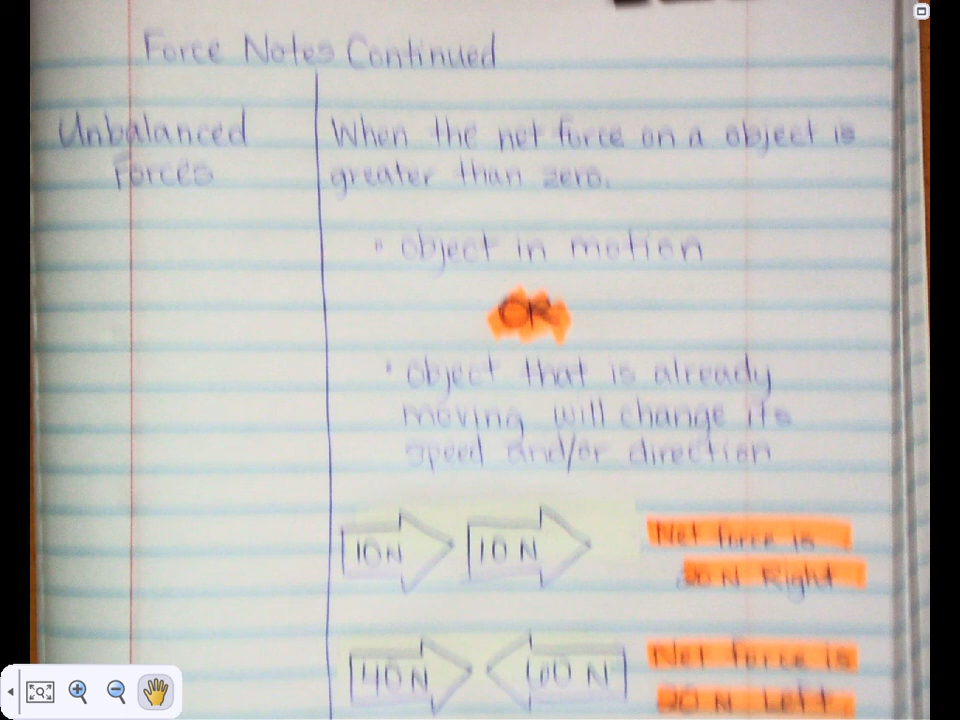 Force Notes Continued
Unbalanced
Forces
When the net force on a object is
greater than zero.
• object in motion
OR
• object that is already
moving will change its
speed and/or direction
10 N
10 N
Net force is
20 N Right
40 N
60 N
Net force is
20 N Left